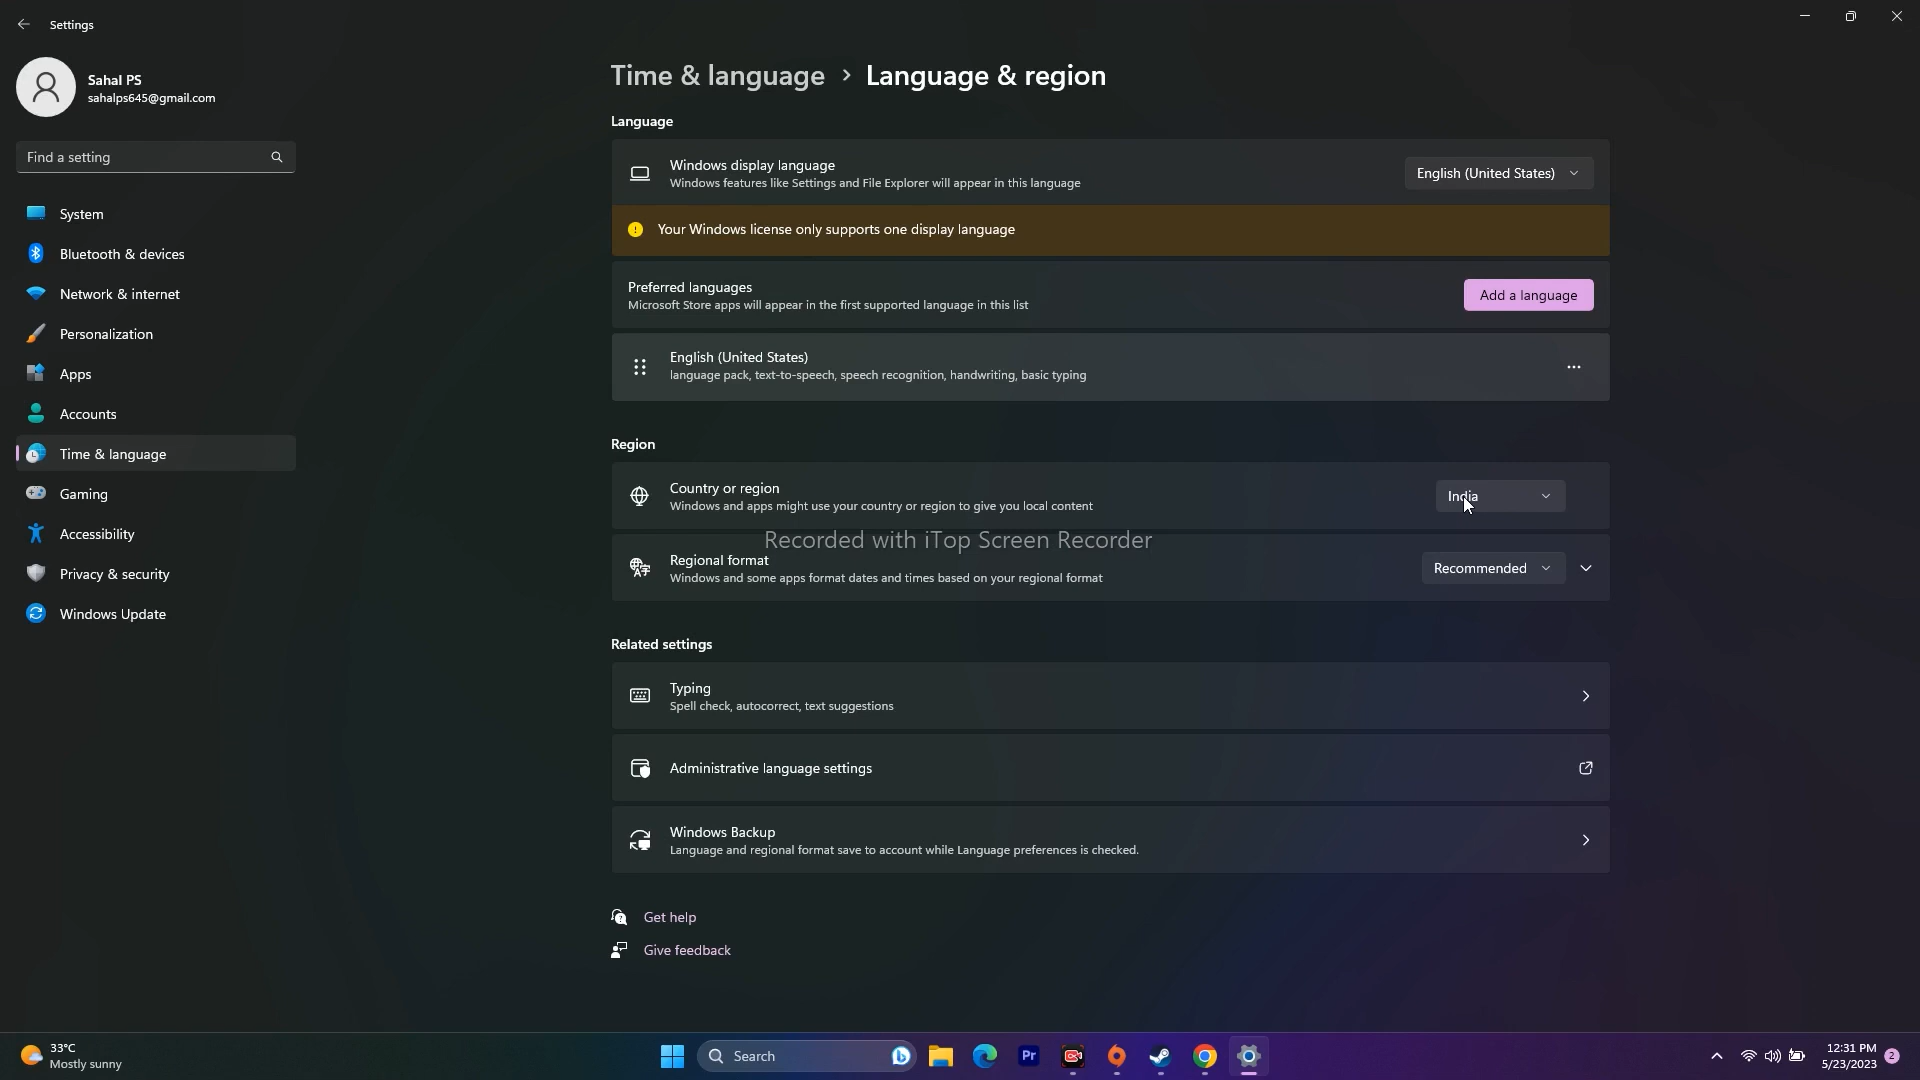 Settings
Sahal PS
sahalps645@gmail.com
Find a setting
System
Bluetooth & devices
Network & internet
Personalization
Apps
Accounts
Time & language
Gaming
Accessibility
Privacy & security
Windows Update
Time & language > Language & region
Language
Windows display language
Windows features like Settings and File Explorer will appear in this language
English (United States)
Your Windows license only supports one display language
Preferred languages
Microsoft Store apps will appear in the first supported language in this list
Add a language
English (United States)
language pack, text-to-speech, speech recognition, handwriting, basic typing
Region
Country or region
Windows and apps might use your country or region to give you local content
India
Recorded with iTop Screen Recorder
Regional format
Windows and some apps format dates and times based on your regional format
Recommended
Related settings
Typing
Spell check, autocorrect, text suggestions
Administrative language settings
Windows Backup
Language and regional format save to account while Language preferences is checked.
Get help
Give feedback
33°C
Mostly sunny
Search
Pr
12:31 PM
5/23/2023
2